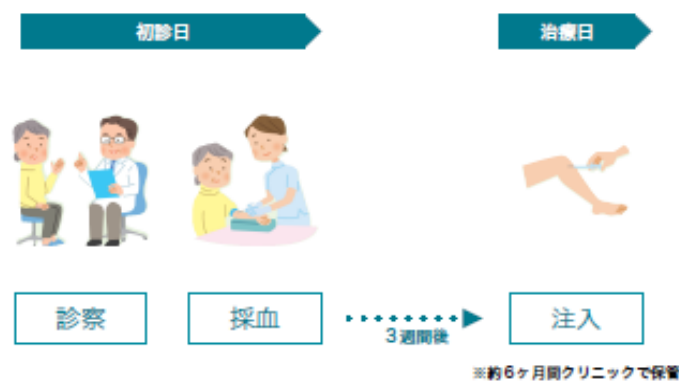 初診日
治療日
診察
採血
3週間後
注入
※約6ヶ月間クリニックで保管